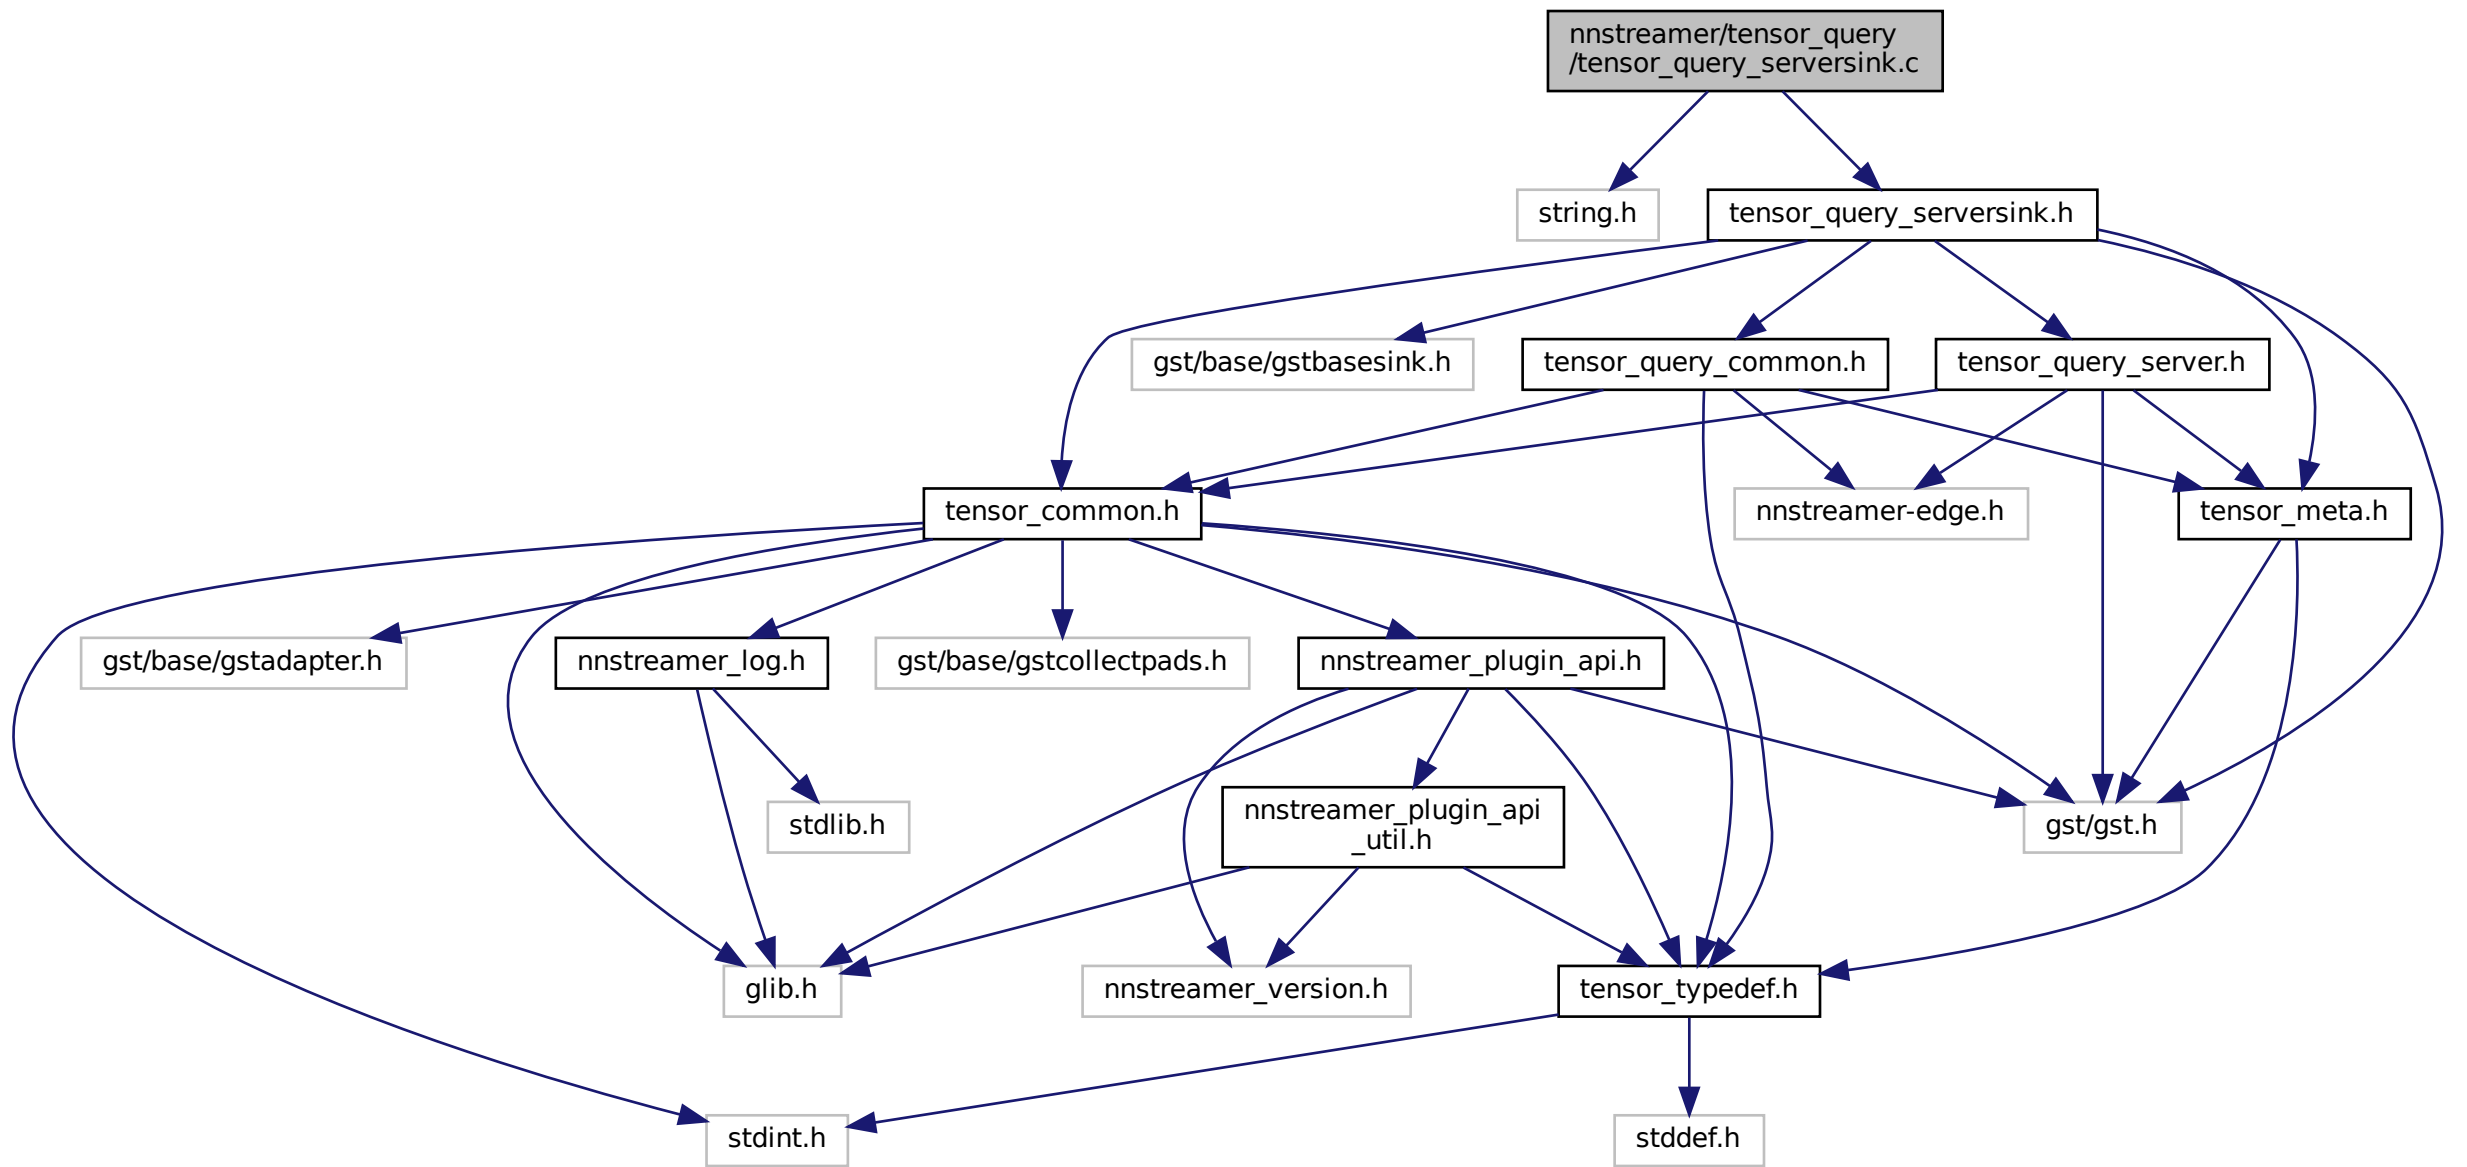 nnstreamer/tensor_query
/tensor_query_serversink.c
string.h
tensor_query_serversink.h
gst/base/gstbasesink.h
tensor_query_common.h
tensor_query_server.h
tensor_common.h
nnstreamer-edge.h
tensor_meta.h
gst/base/gstadapter.h
nnstreamer_log.h
gst/base/gstcollectpads.h
nnstreamer_plugin_api.h
nnstreamer_plugin_api
_util.h
stdlib.h
gst/gst.h
glib.h
nnstreamer_version.h
tensor_typedef.h
stdint.h
stddef.h